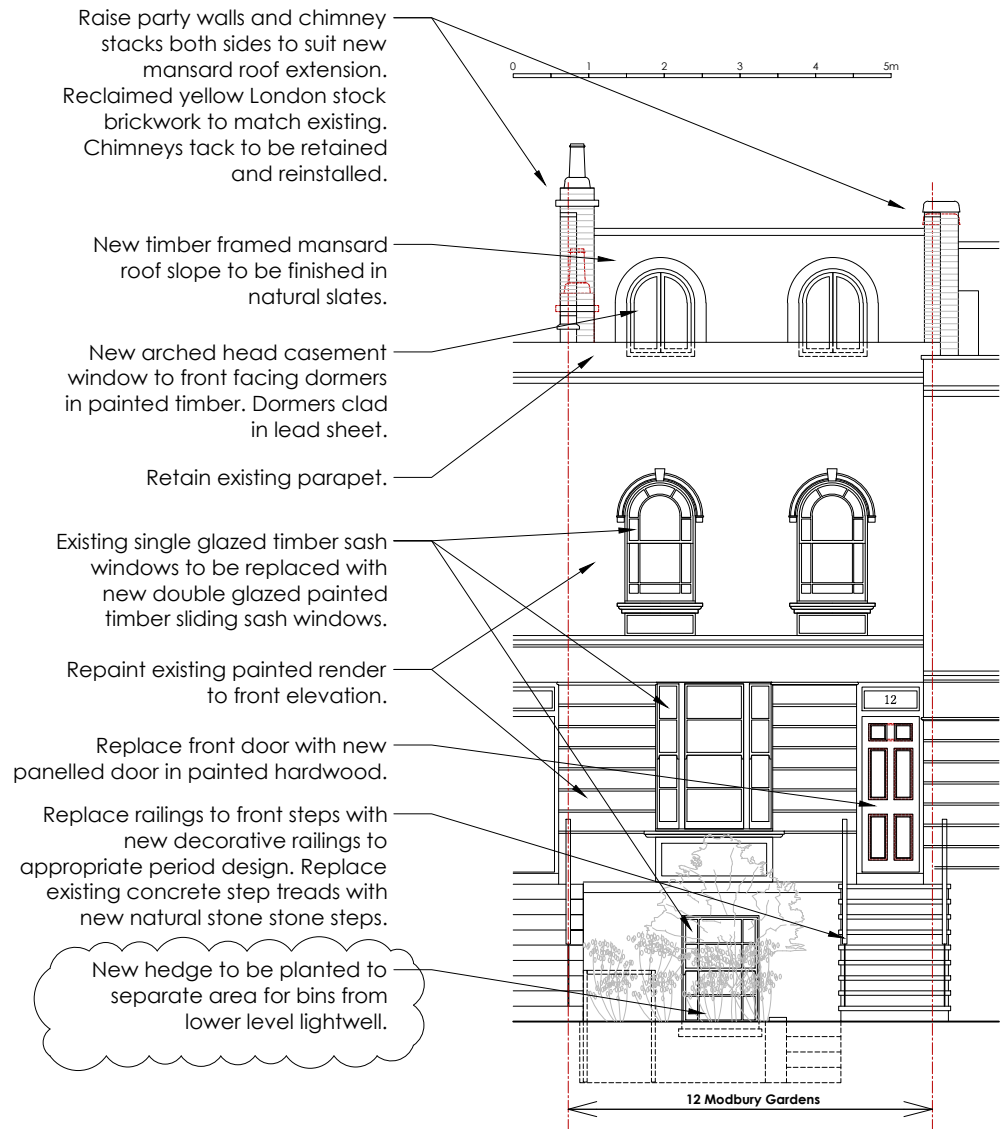 Raise party walls and chimney
stacks both sides to suit new
mansard roof extension.
Reclaimed yellow London stock
brickwork to match existing.
Chimneys tack to be retained
and reinstalled.
0 1 2 3 4 5m
New timber framed mansard
roof slope to be finished in
natural slates.
New arched head casement
window to front facing dormers
in painted timber. Dormers clad
in lead sheet.
Retain existing parapet.
Existing single glazed timber sash
windows to be replaced with
new double glazed painted
timber sliding sash windows.
Repaint existing painted render
to front elevation.
12
Replace front door with new
panelled door in painted hardwood.
Replace railings to front steps with
new decorative railings to
appropriate period design. Replace
existing concrete step treads with
new natural stone stone steps.
New hedge to be planted to
separate area for bins from
lower level lightwell.
12 Modbury Gardens